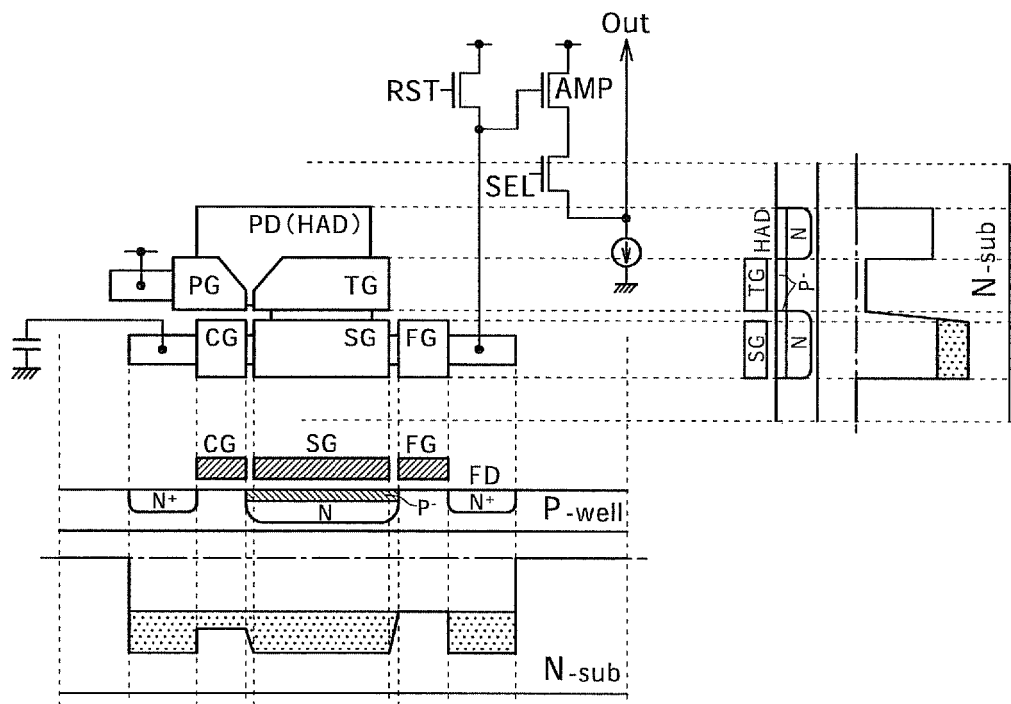 Out
RST
AMP
SEL
PD (HAD)
PG
TG
CG
SG
FG
HAD
N
TG
P-
SG
N
N-sub
CG
SG
FG
FD
N+
N
P-
N+
P-well
N-sub